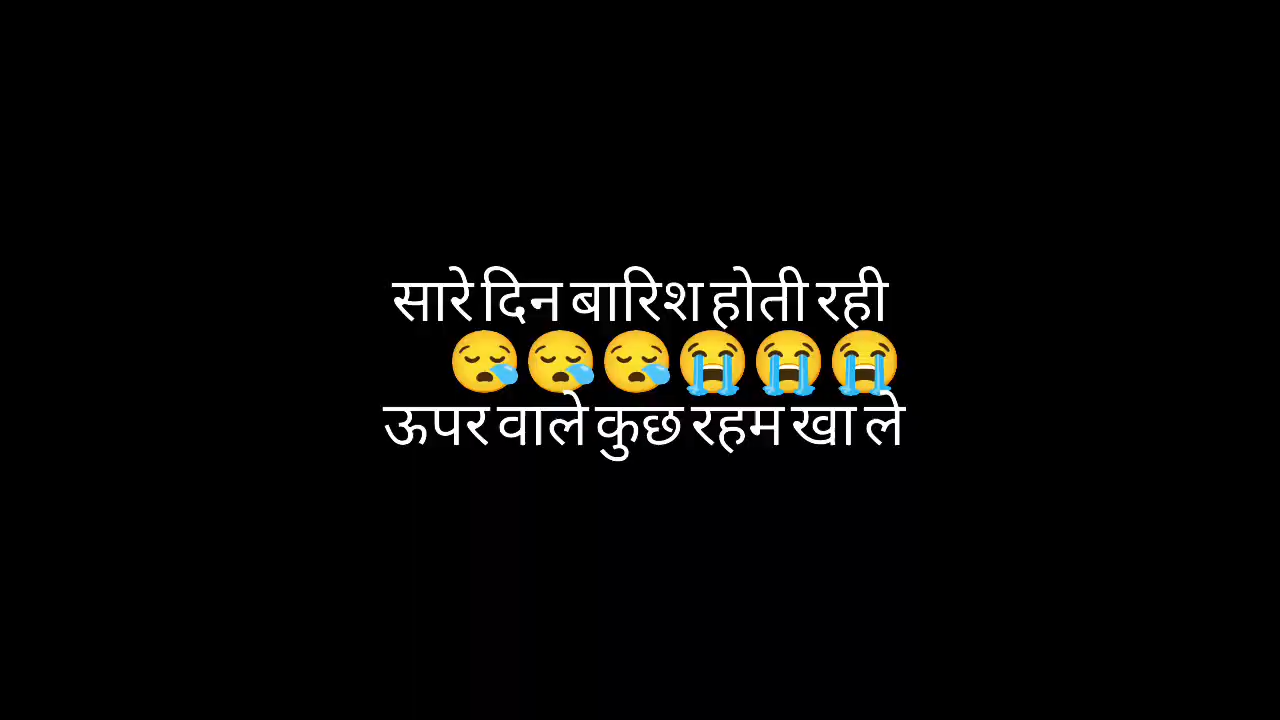 सारे दिन बारिश होती रही
😪😪😪😭😭😭
ऊपर वाले कुछ रहम खा ले